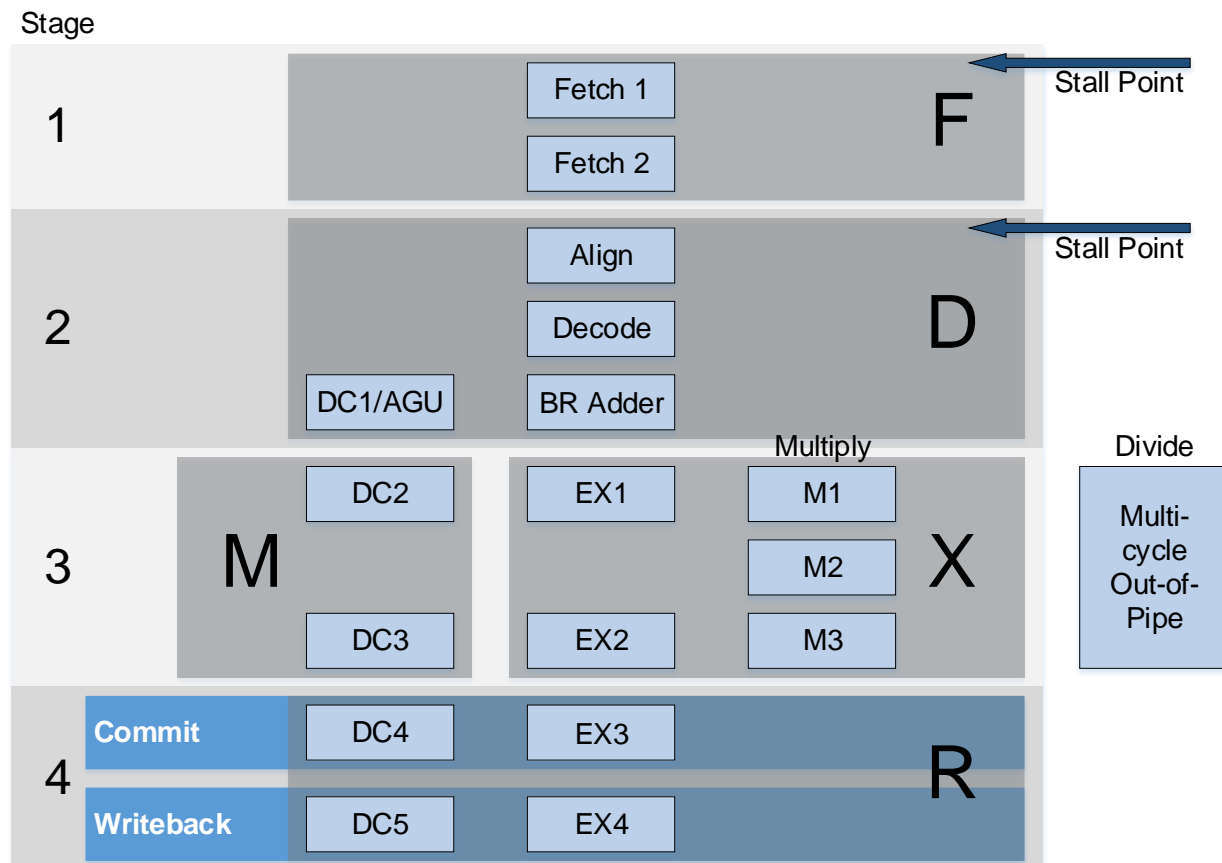 Stage
1
Fetch 1
Fetch 2
F
Stall Point
2
Align
Decode
DC1/AGU
BR Adder
D
Stall Point
3
M
DC2
DC3
EX1
EX2
Multiply
M1
M2
M3
X
Divide
Multi-
cycle
Out-of-
Pipe
4
Commit
DC4
EX3
R
Writeback
DC5
EX4